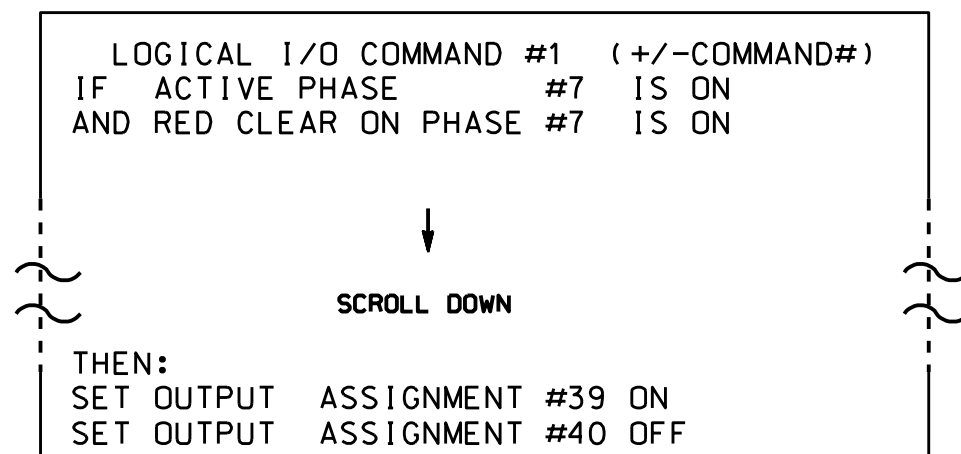 LOGICAL I/O COMMAND #1 (+/-COMMAND#)
IF ACTIVE PHASE #7 IS ON
AND RED CLEAR ON PHASE #7 IS ON
SCROLL DOWN
THEN:
SET OUTPUT ASSIGNMENT #39 ON
SET OUTPUT ASSIGNMENT #40 OFF